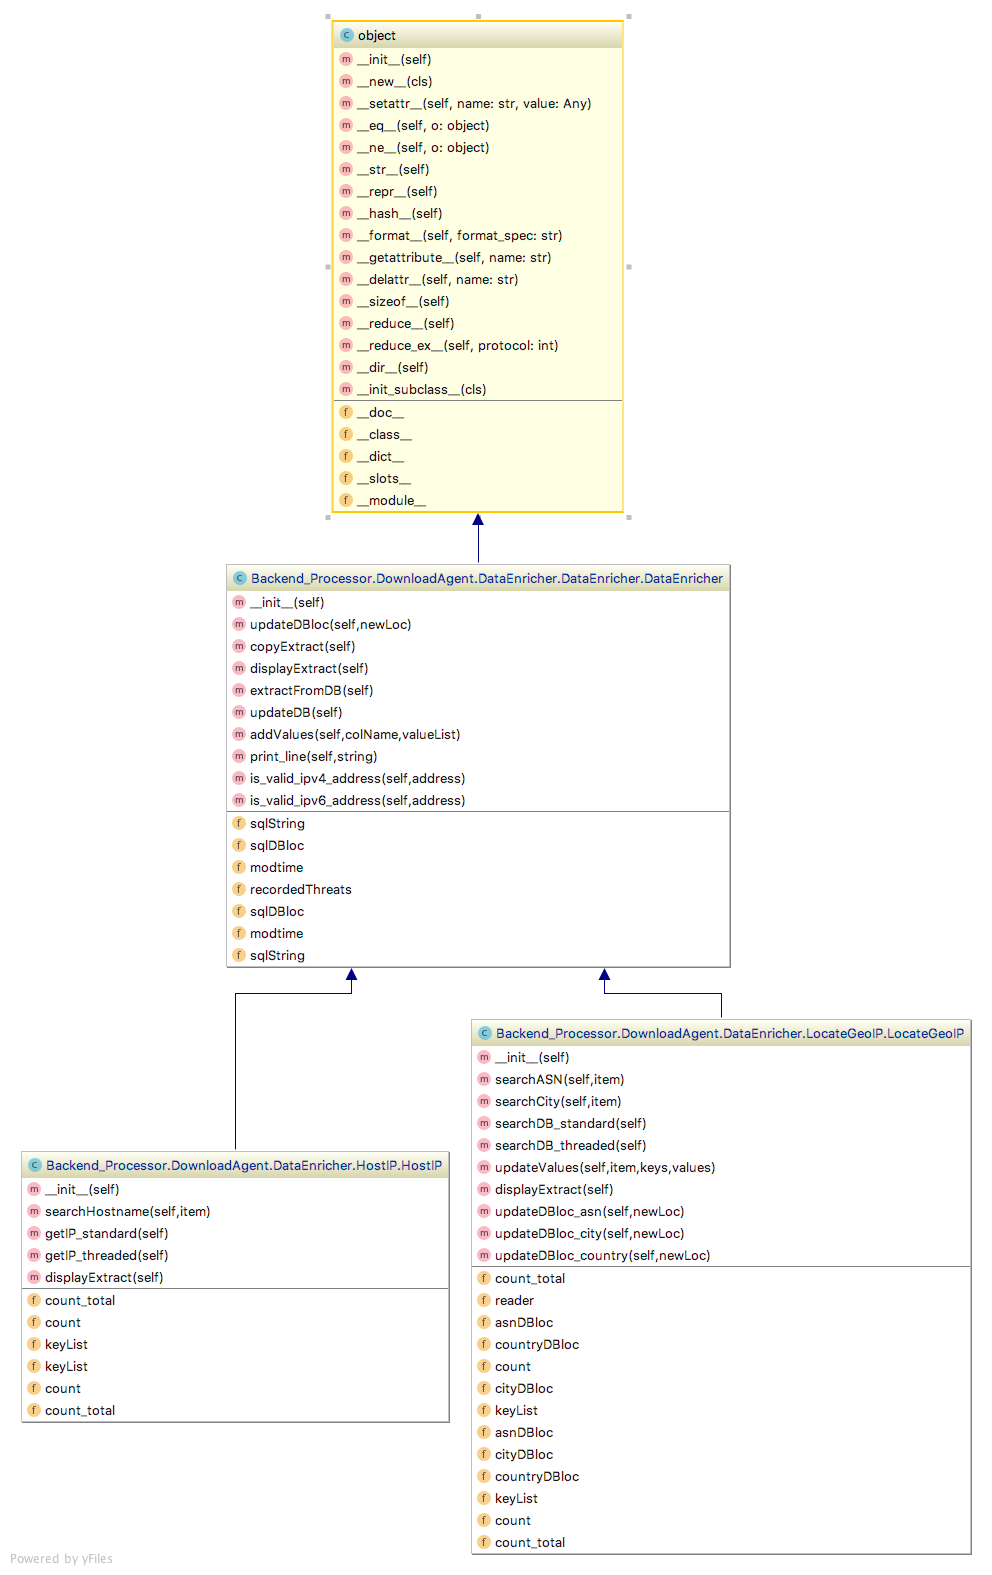 C object
m __init__(self)
m __new__(cls)
m __setattr__(self, name: str, value: Any)
m __eq__(self, o: object)
m __ne__(self, o: object)
m __str__(self)
m __repr__(self)
m __hash__(self)
m __format__(self, format_spec: str)
m __getattribute__(self, name: str)
m __delattr__(self, name: str)
m __sizeof__(self)
m __reduce__(self)
m __reduce_ex__(self, protocol: int)
m __dir__(self)
m __init_subclass__(cls)
f __doc__
f __class__
f __dict__
f __slots__
f __module__
C Backend_Processor.DownloadAgent.DataEnricher.DataEnricher.DataEnricher
m __init__(self)
m updateDBloc(self,newLoc)
m copyExtract(self)
m displayExtract(self)
m extractFromDB(self)
m updateDB(self)
m addValues(self,colName,valueList)
m print_line(self,string)
m is_valid_ipv4_address(self,address)
m is_valid_ipv6_address(self,address)
f sqlString
f sqlDBloc
f modtime
f recordedThreats
f sqlDBloc
f modtime
f sqlString
C Backend_Processor.DownloadAgent.DataEnricher.HostIP.HostIP
m __init__(self)
m searchHostname(self,item)
m getIP_standard(self)
m getIP_threaded(self)
m displayExtract(self)
f count_total
f count
f keyList
f keyList
f count
f count_total
C Backend_Processor.DownloadAgent.DataEnricher.LocateGeoIP.LocateGeoIP
m __init__(self)
m searchASN(self,item)
m searchCity(self,item)
m searchDB_standard(self)
m searchDB_threaded(self)
m updateValues(self,item,keys,values)
m displayExtract(self)
m updateDBloc_asn(self,newLoc)
m updateDBloc_city(self,newLoc)
m updateDBloc_country(self,newLoc)
f count_total
f reader
f asnDBloc
f countryDBloc
f count
f cityDBloc
f keyList
f asnDBloc
f cityDBloc
f countryDBloc
f keyList
f count
f count_total
Powered by yFiles